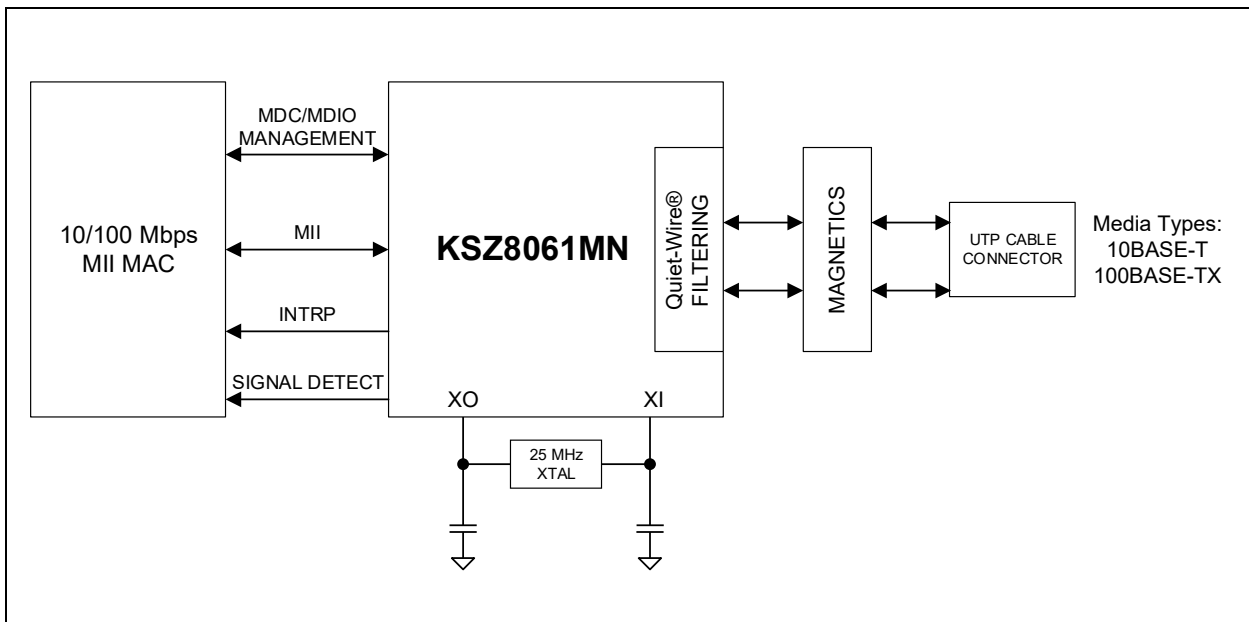 10/100 Mbps
MII MAC
MDC/MDIO
MANAGEMENT
MII
INTRP
SIGNAL DETECT
KSZ8061MN
XO
XI
25 MHz
XTAL
Quiet-Wire®
FILTERING
MAGNETICS
UTP CABLE
CONNECTOR
Media Types:
10BASE-T
100BASE-TX